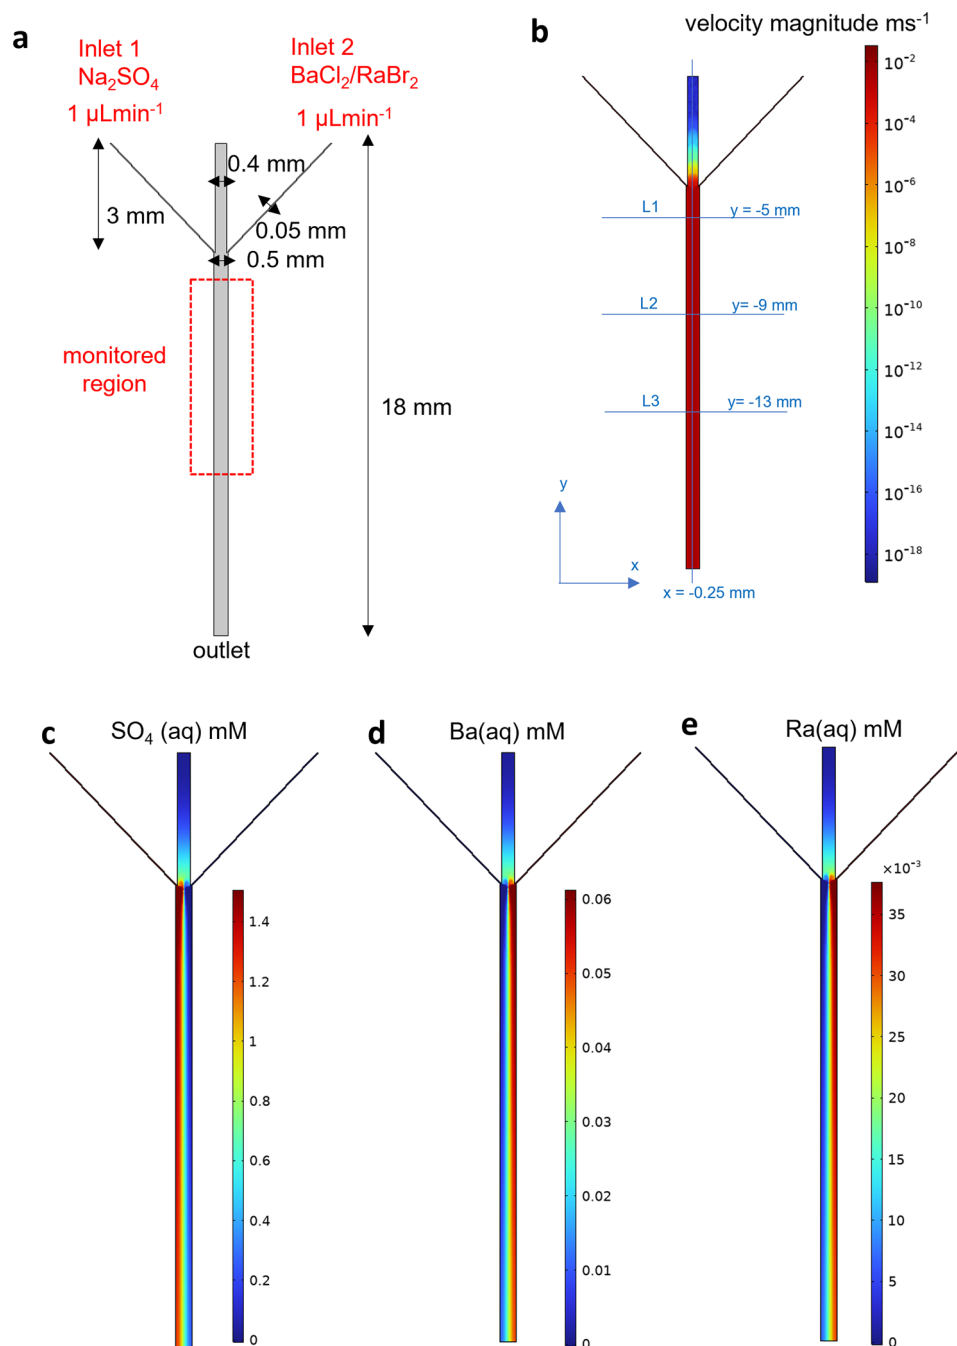 a
Inlet 1
Na₂SO₄
1 µLmin⁻¹
Inlet 2
BaCl₂/RaBr₂
1 µLmin⁻¹
0.4 mm
3 mm
0.05 mm
0.5 mm
monitored
region
18 mm
outlet
b
velocity magnitude ms⁻¹
10⁻²
10⁻⁴
10⁻⁶
10⁻⁸
10⁻¹⁰
10⁻¹²
10⁻¹⁴
10⁻¹⁶
10⁻¹⁸
L1
y = -5 mm
L2
y= -9 mm
L3
y= -13 mm
y
x
x = -0.25 mm
c
SO₄ (aq) mM
1.4
1.2
1
0.8
0.6
0.4
0.2
0
d
Ba(aq) mM
0.06
0.05
0.04
0.03
0.02
0.01
0
e
Ra(aq) mM
×10⁻³
35
30
25
20
15
10
5
0